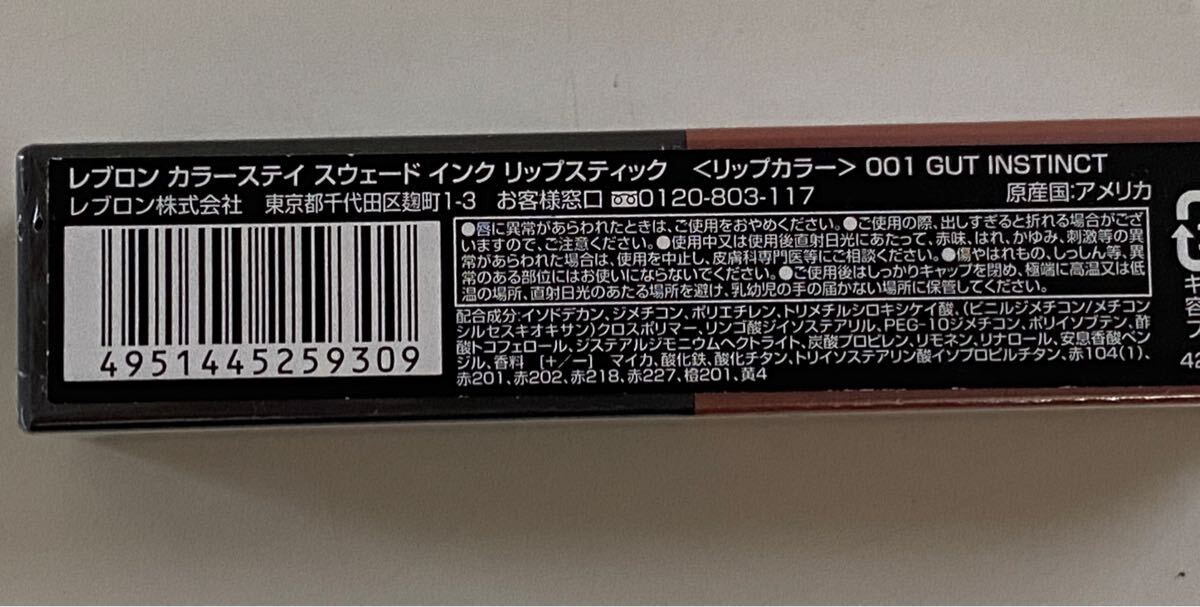 レブロン カラーステイ スウェード インク リップスティック <リップカラー> 001 GUT INSTINCT
レブロン株式会社 東京都千代田区麹町1-3 お客様窓口 0120-803-117 原産国:アメリカ
●唇に異常があらわれたときは、ご使用をおやめください。●ご使用の際、出しすぎると折れる場合がござ
いますので、ご注意ください。●使用中又は使用後直射日光にあたって、赤味、はれ、かゆみ、刺激等の異
常があらわれた場合は、使用を中止し、皮膚科専門医等にご相談ください。●傷やはれもの、しっしん等、異
常のある部位にはお使いにならないでください。●ご使用後はしっかりキャップを閉め、極端に高温又は低
温の場所、直射日光のあたる場所を避け、乳幼児の手の届かない場所に保管してください。
配合成分:イソドデカン、ジメチコン、ポリエチレン、トリメチルシロキシケイ酸、(ビニルジメチコン/メチコン
シルセスキオキサン)クロスポリマー、リンゴ酸ジイソステアリル、PEG-10ジメチコン、ポリイソブテン、酢
酸トコフェロール、ジステアルジモニウムヘクトライト、炭酸プロピレン、リモネン、リナロール、安息香酸ベン
ジル、香料 [+/-] マイカ、酸化鉄、酸化チタン、トリイソステアリン酸イソプロピルチタン、赤104(1)、
赤201、赤202、赤218、赤227、橙201、黄4
4951445259309